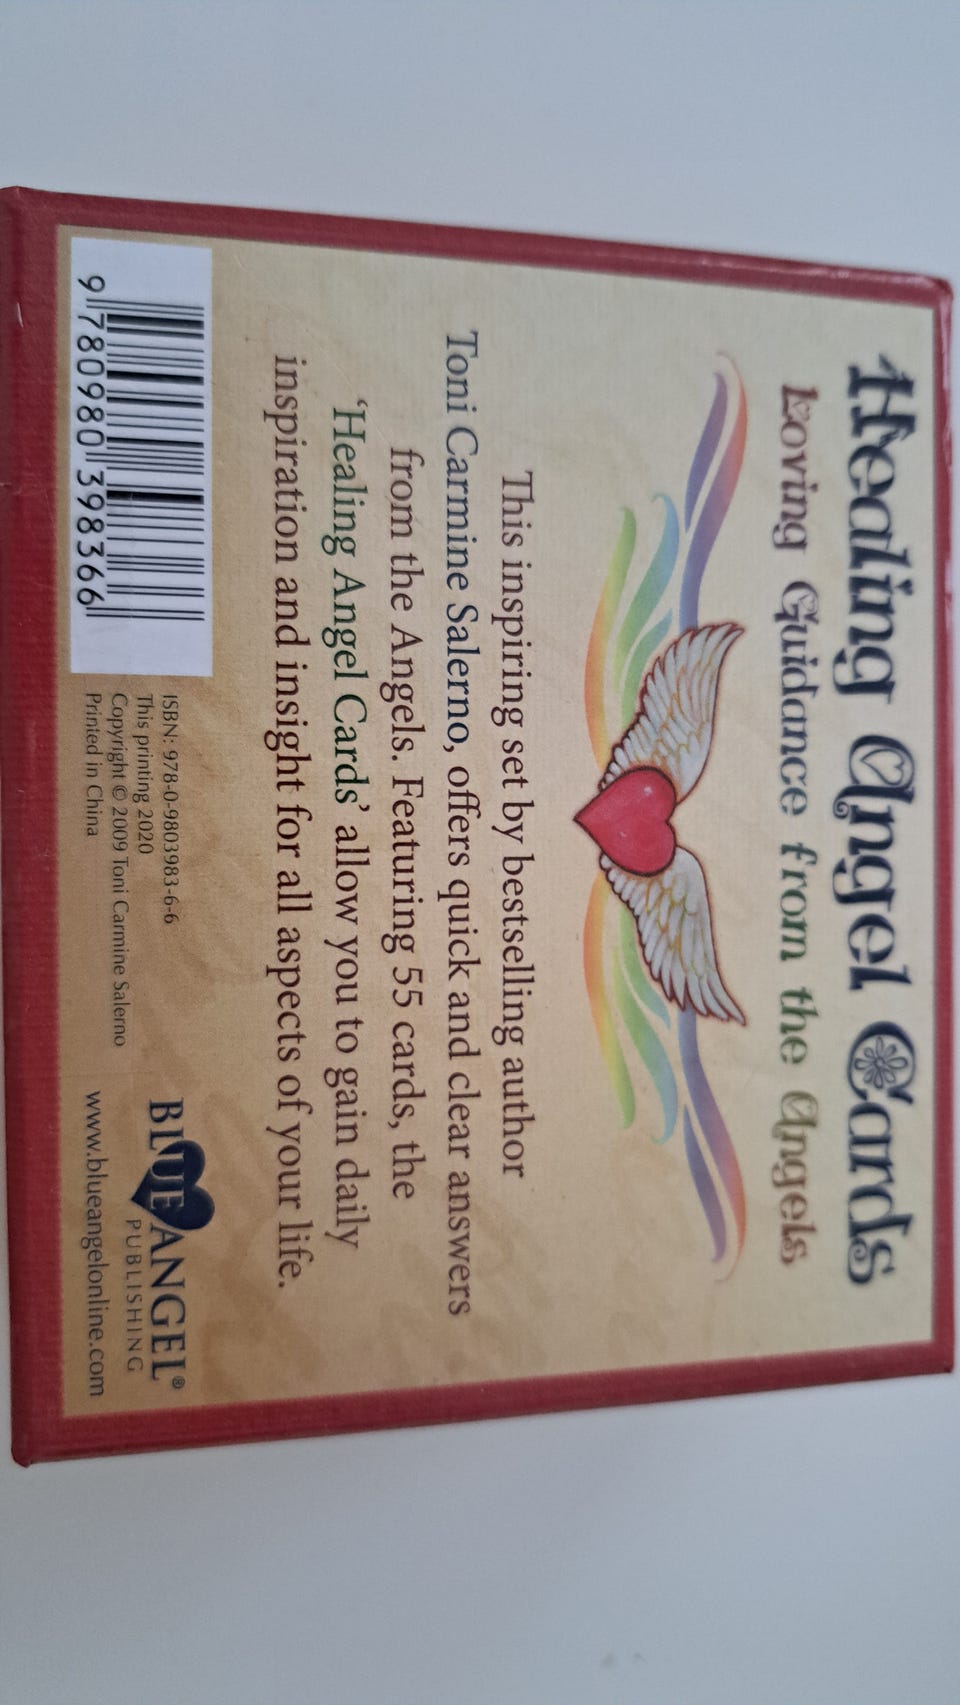 Healing Angel Cards
Loving Guidance from the Angels
This inspiring set by bestselling author
Toni Carmine Salerno, offers quick and clear answers
from the Angels. Featuring 55 cards, the
‘Healing Angel Cards’ allow you to gain daily
inspiration and insight for all aspects of your life.
9 780980 398366
ISBN: 978-0-9803983-6-6
This printing 2020
Copyright © 2009 Toni Carmine Salerno
Printed in China
BLUE ANGEL®
PUBLISHING
www.blueangelonline.com